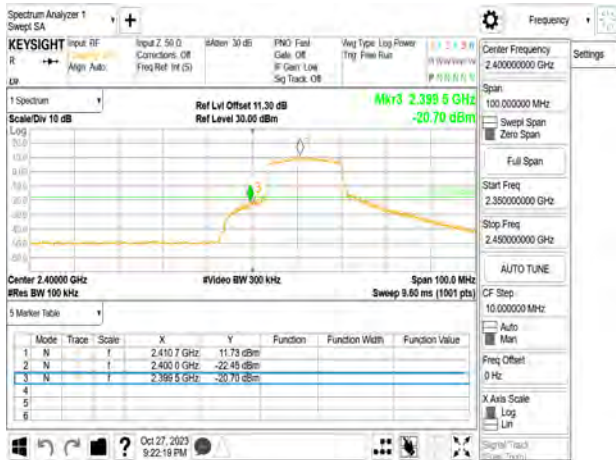 Spectrum Analyzer 1
Swept SA
+
Frequency
Settings
KEYSIGHT
R
Input: RF
Align: Auto
Input Z: 50 Ω
Corrections: Off
Freq Ref: Int (S)
#Atten: 30 dB
PNO: Fast
Gate: Off
IF Gain: Low
Sig Track: Off
Avg Type: Log Power
Trig: Free Run
1 Spectrum
Scale/Div 10 dB
Log
Ref Lvl Offset 11.30 dB
Ref Level 30.00 dBm
Mkr3 2.399 5 GHz
-20.70 dBm
3
Center 2.40000 GHz
#Video BW 300 kHz
Span 100.0 MHz
#Res BW 100 kHz
Sweep 9.60 ms (1001 pts)
5 Marker Table
Mode Trace Scale X Y Function Function Width Function Value
1 N f 2.410 7 GHz 11.73 dBm
2 N f 2.400 0 GHz -22.45 dBm
3 N f 2.399 5 GHz -20.70 dBm
4
5
6
Center Frequency
2.400000000 GHz
Span
100.000000 MHz
Swept Span
Zero Span
Full Span
Start Freq
2.350000000 GHz
Stop Freq
2.450000000 GHz
AUTO TUNE
CF Step
10.000000 MHz
Auto
Man
Freq Offset
0 Hz
X Axis Scale
Log
Lin
Signal Track
Oct 27, 2023
9:22:19 PM
?